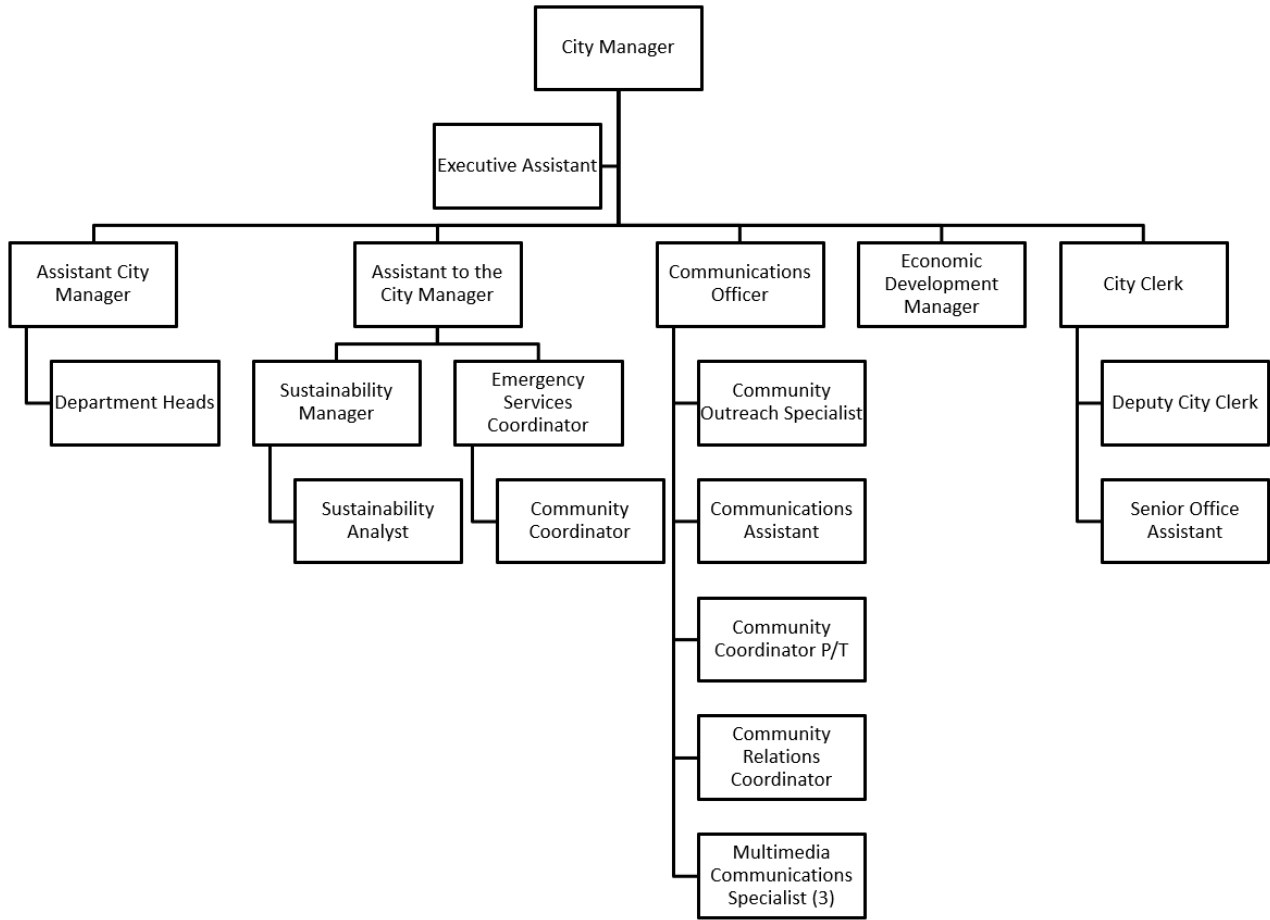 City Manager
Executive Assistant
Assistant City
Manager
Assistant to the
City Manager
Communications
Officer
Economic
Development
Manager
City Clerk
Department Heads
Sustainability
Manager
Emergency
Services
Coordinator
Community
Outreach Specialist
Deputy City Clerk
Sustainability
Analyst
Community
Coordinator
Communications
Assistant
Senior Office
Assistant
Community
Coordinator P/T
Community
Relations
Coordinator
Multimedia
Communications
Specialist (3)